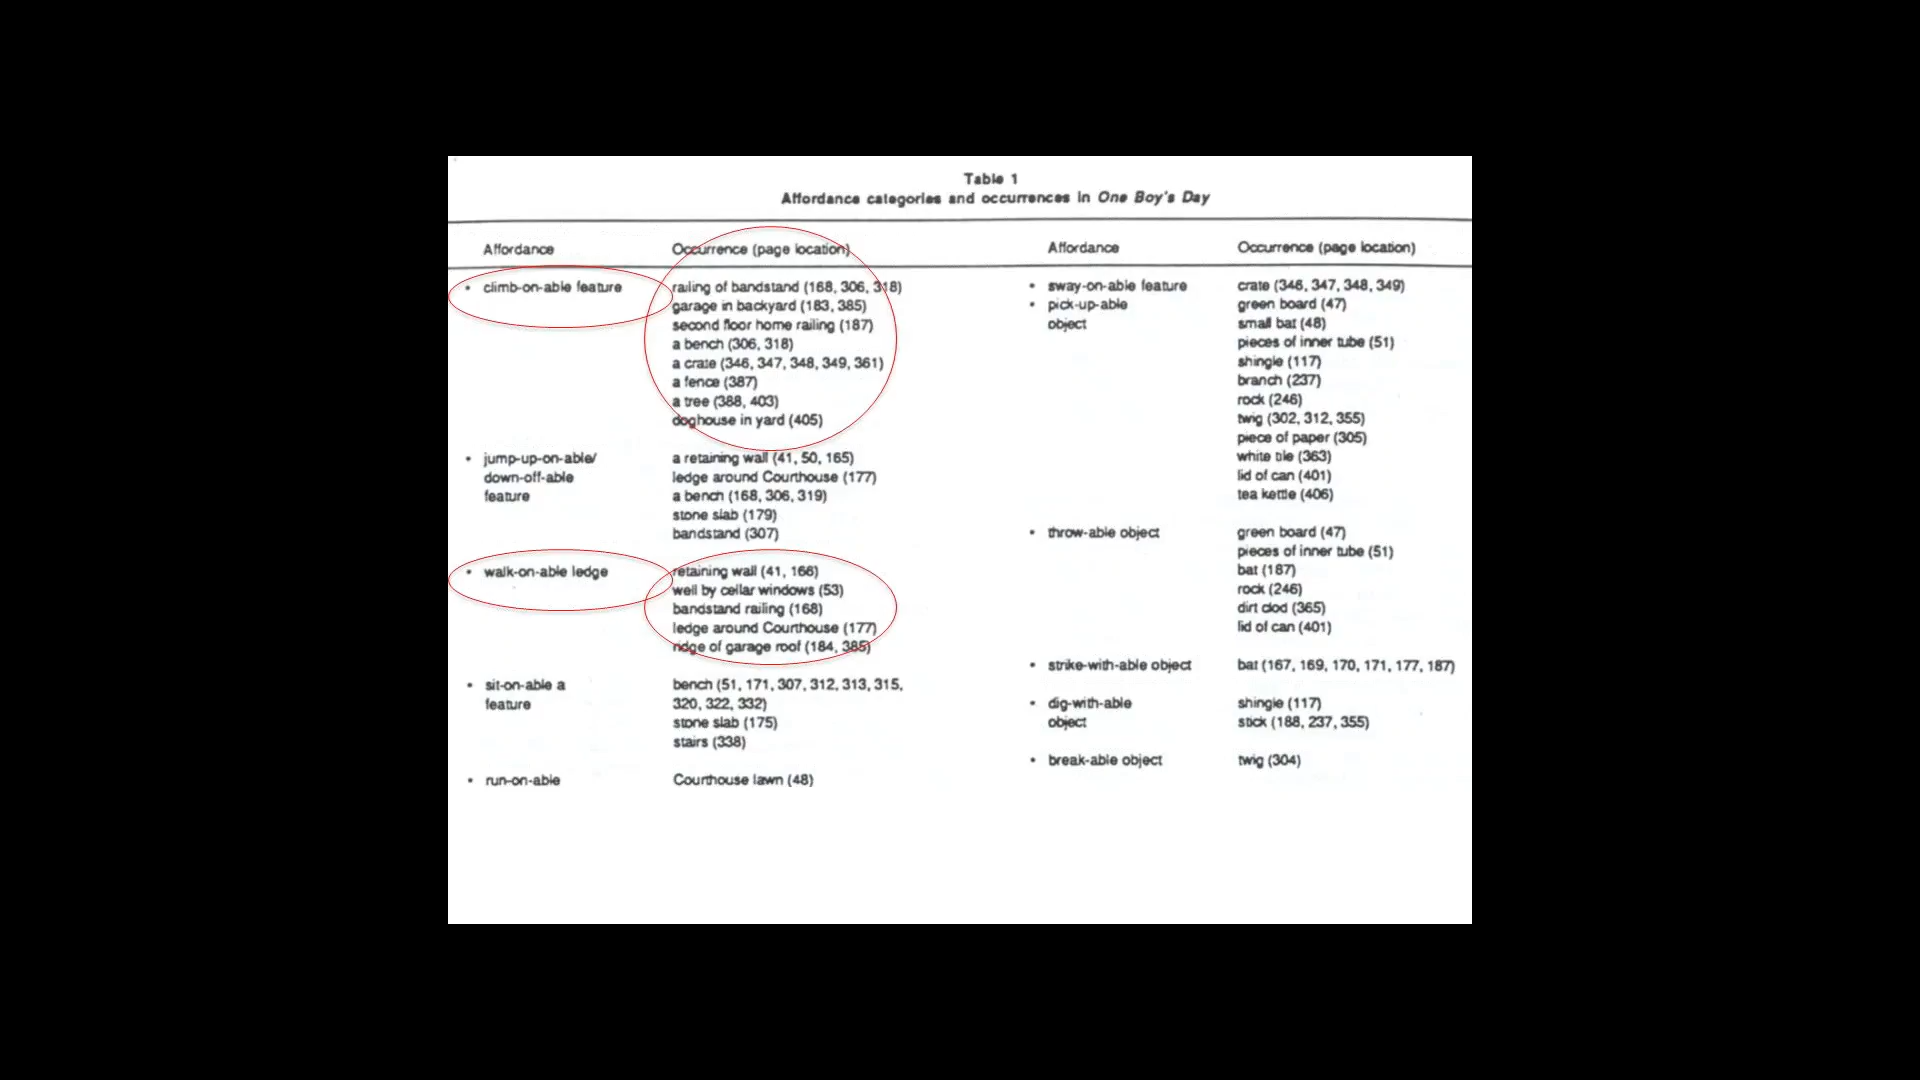 Table 1
Affordance categories and occurrences in One Boy's Day
Affordance
Occurrence (page location)
• climb-on-able feature
railing of bandstand (168, 306, 318)
garage in backyard (183, 385)
second floor home railing (187)
a bench (306, 318)
a crate (346, 347, 348, 349, 361)
a fence (387)
a tree (388, 403)
doghouse in yard (405)
• jump-up-on-able/
down-off-able
feature
a retaining wall (41, 50, 165)
ledge around Courthouse (177)
a bench (168, 306, 319)
stone slab (179)
bandstand (307)
• walk-on-able ledge
retaining wall (41, 166)
well by cellar windows (53)
bandstand railing (168)
ledge around Courthouse (177)
ridge of garage roof (184, 385)
• sit-on-able a
feature
bench (51, 171, 307, 312, 313, 315,
320, 322, 332)
stone slab (175)
stairs (338)
• run-on-able
Courthouse lawn (48)
Affordance
Occurrence (page location)
• sway-on-able feature
crate (346, 347, 348, 349)
• pick-up-able
object
green board (47)
small bat (48)
pieces of inner tube (51)
shingle (117)
branch (237)
rock (246)
twig (302, 312, 355)
piece of paper (305)
white tile (363)
lid of can (401)
tea kettle (406)
• throw-able object
green board (47)
pieces of inner tube (51)
bat (187)
rock (246)
dirt clod (365)
lid of can (401)
• strike-with-able object
bat (167, 169, 170, 171, 177, 187)
• dig-with-able
object
shingle (117)
stick (188, 237, 355)
• break-able object
twig (304)